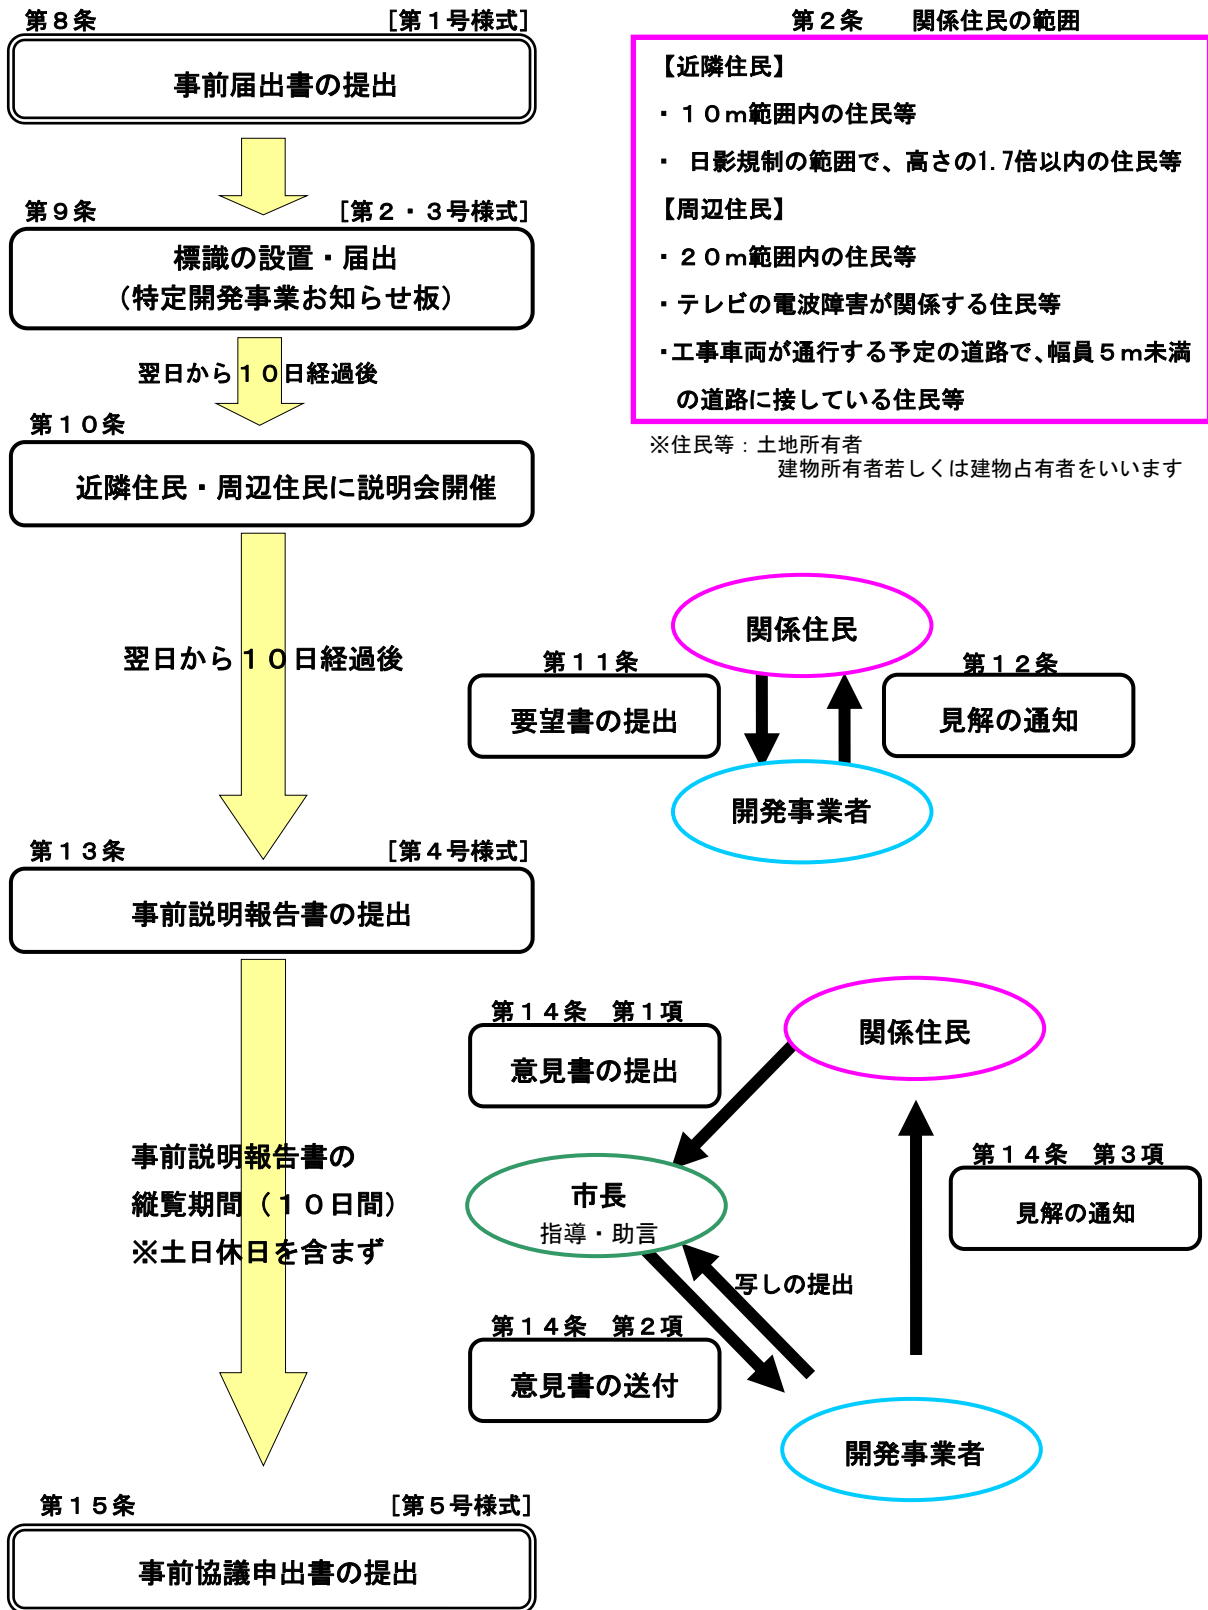 第８条　[第１号様式]
事前届出書の提出
第９条　[第２・３号様式]
標識の設置・届出
（特定開発事業お知らせ板）
翌日から１０日経過後
第１０条
近隣住民・周辺住民に説明会開催
翌日から１０日経過後
第１３条　[第４号様式]
事前説明報告書の提出
事前説明報告書の
縦覧期間（１０日間）
※土日休日を含まず
第１５条　[第５号様式]
事前協議申出書の提出
第２条　関係住民の範囲
【近隣住民】
・１０ｍ範囲内の住民等
・ 日影規制の範囲で、高さの1.7倍以内の住民等
【周辺住民】
・２０ｍ範囲内の住民等
・テレビの電波障害が関係する住民等
・工事車両が通行する予定の道路で、幅員５ｍ未満
の道路に接している住民等
※住民等：土地所有者
建物所有者若しくは建物占有者をいいます
関係住民
第１１条
要望書の提出
第１２条
見解の通知
開発事業者
第１４条　第１項
意見書の提出
関係住民
市長
指導・助言
第１４条　第３項
見解の通知
写しの提出
第１４条　第２項
意見書の送付
開発事業者